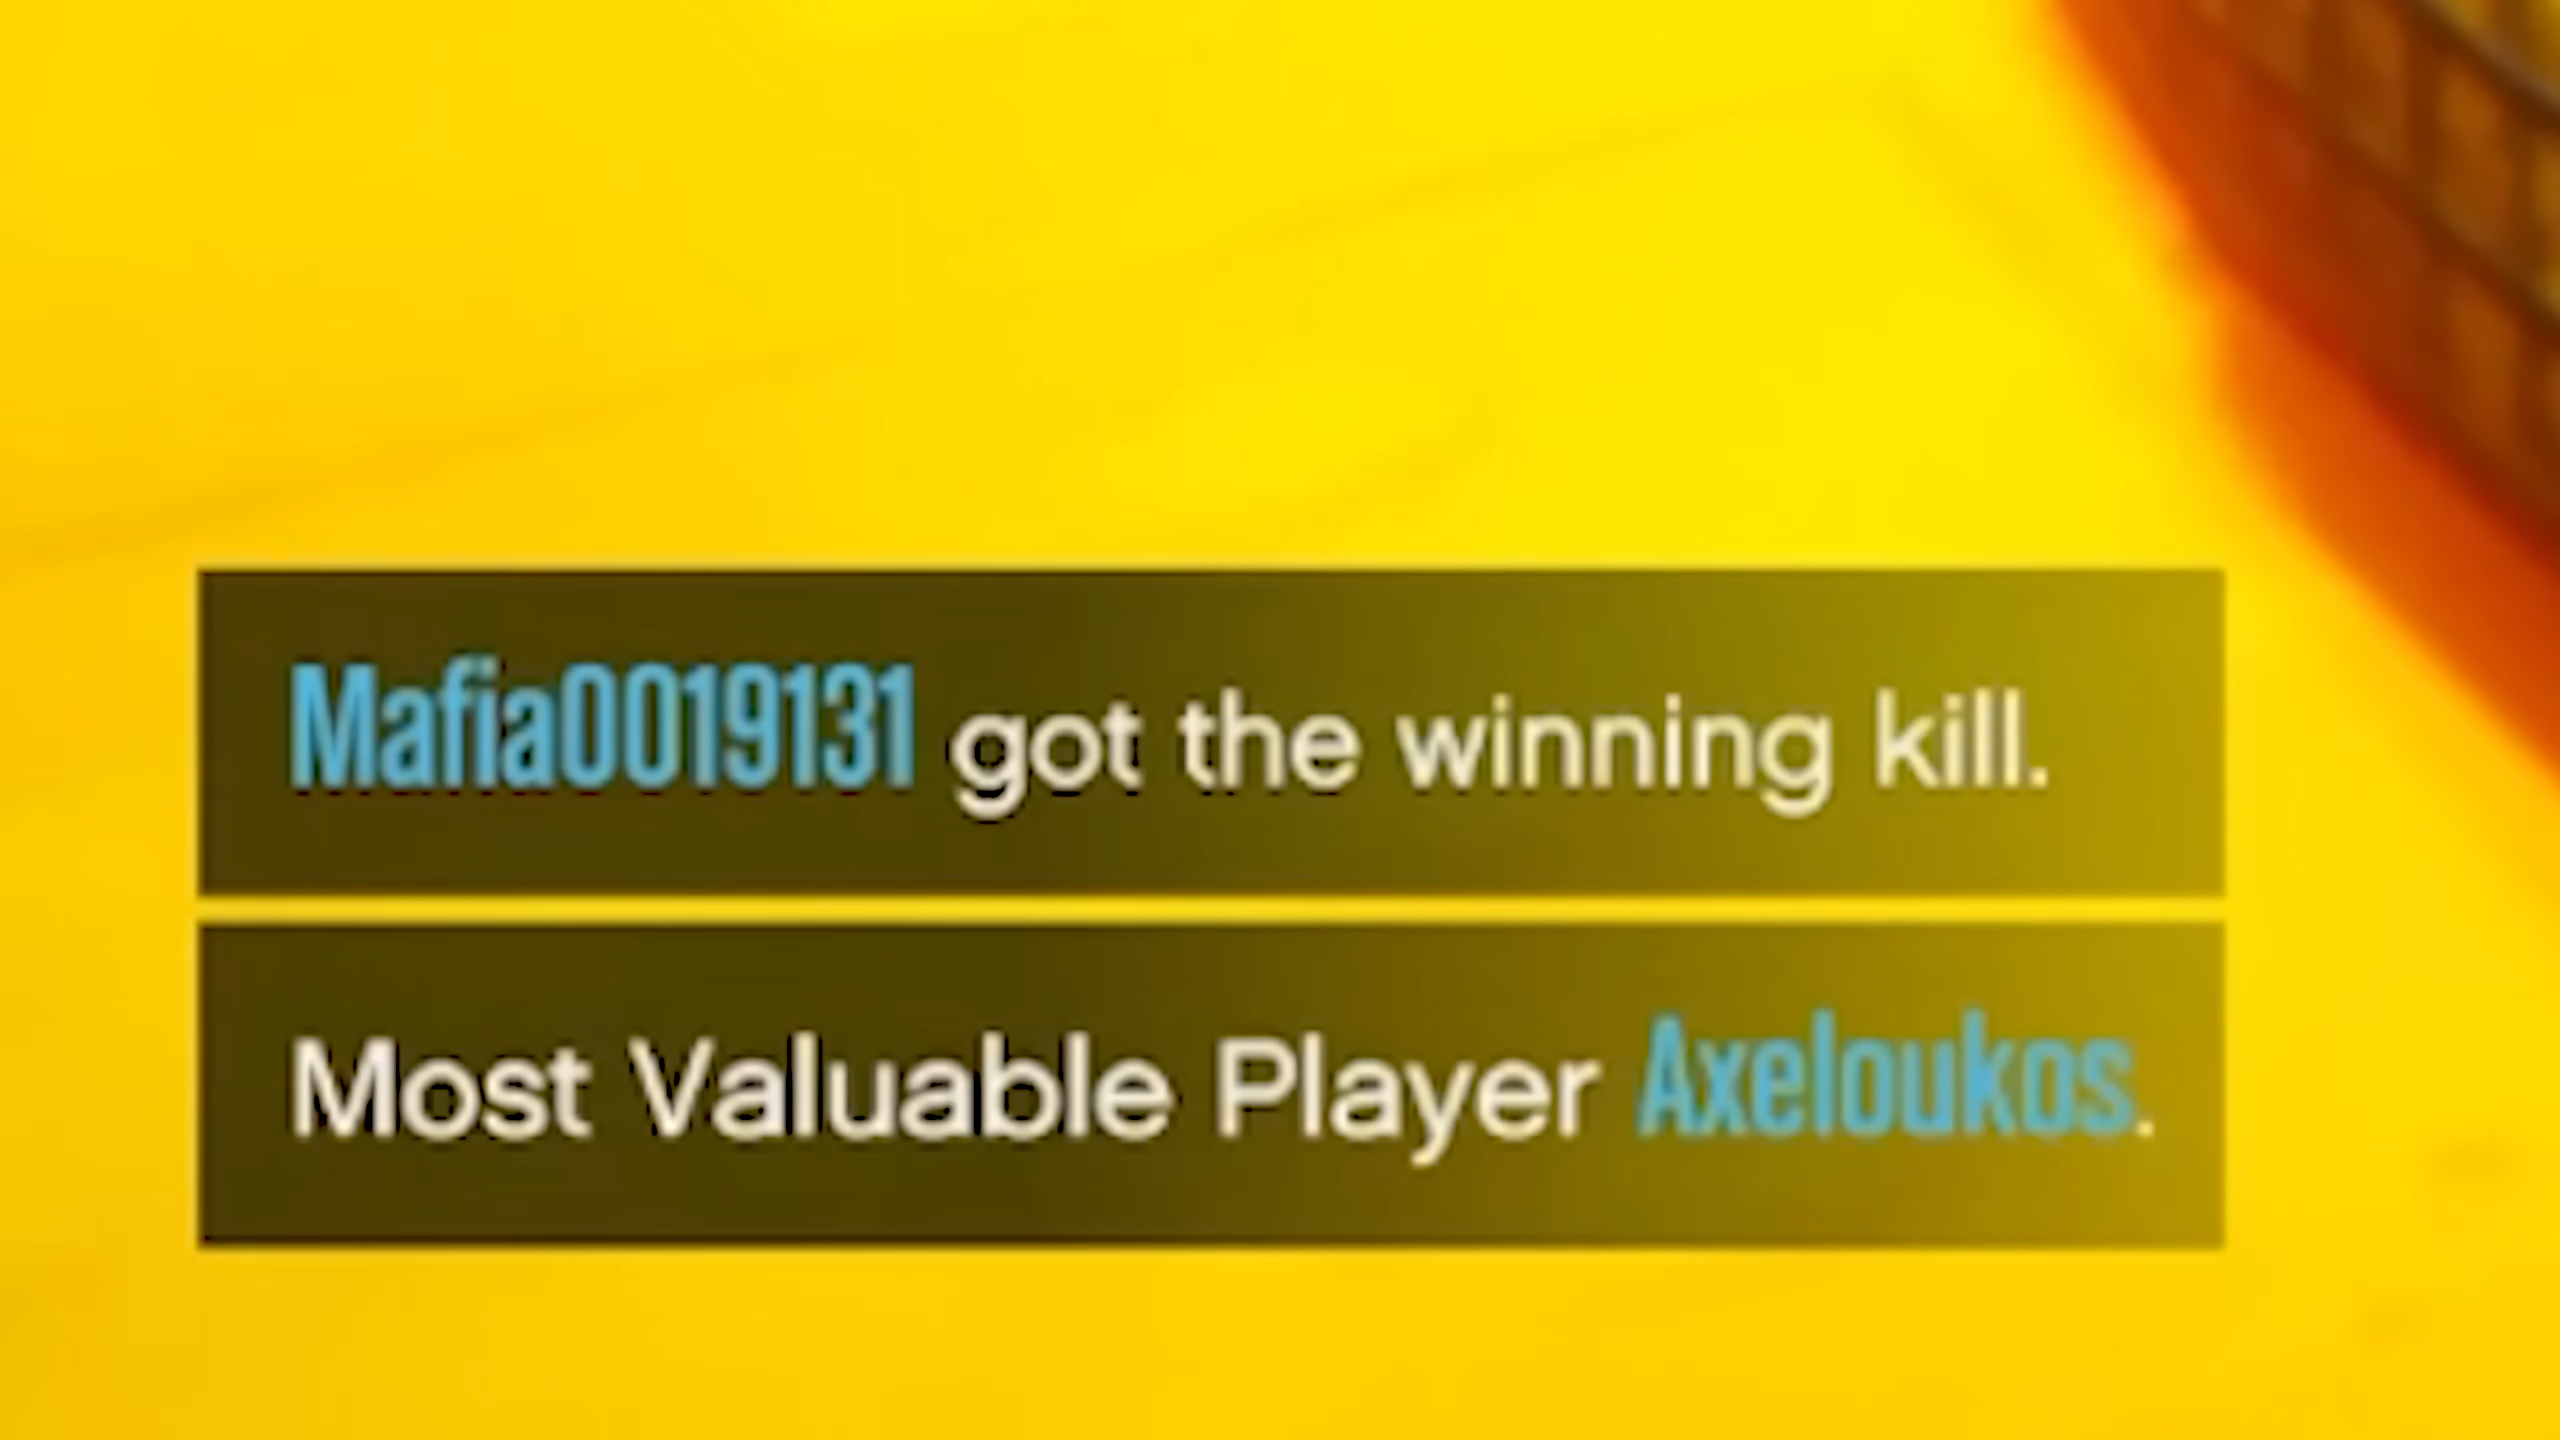 Mafia0019131 got the winning kill.
Most Valuable Player Axeloukos.